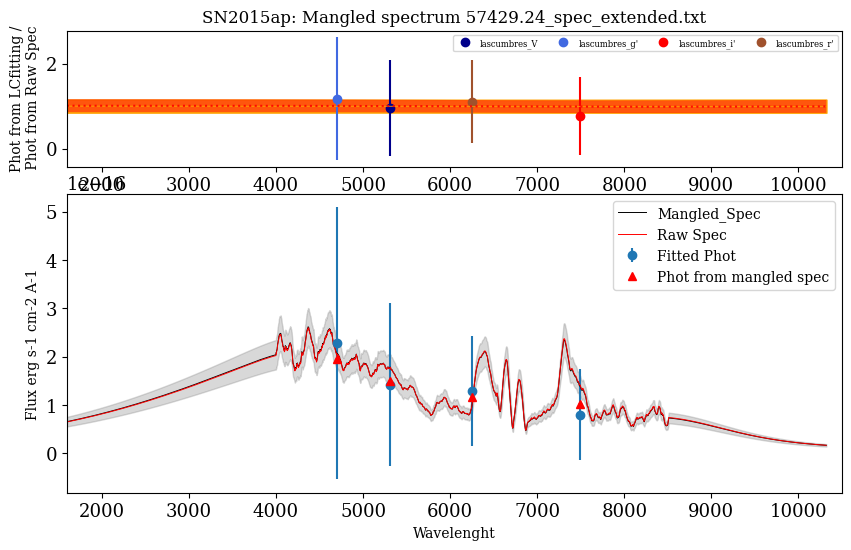 SN2015ap: Mangled spectrum 57429.24_spec_extended.txt
Phot from LCfitting /
Phot from Raw Spec
lascumbres_V
lascumbres_g'
lascumbres_i'
lascumbres_r'
2
0
2000 3000 4000 5000 6000 7000 8000 9000 10000
1e−16
Flux erg s-1 cm-2 A-1
Mangled_Spec
Raw Spec
Fitted Phot
Phot from mangled spec
5
4
3
2
1
0
2000 3000 4000 5000 6000 7000 8000 9000 10000
Wavelenght